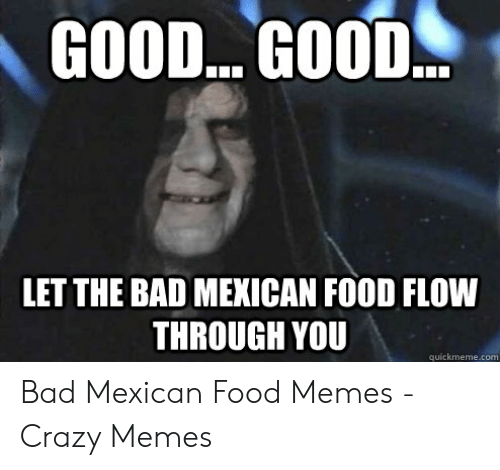 GOOD... GOOD...
LET THE BAD MEXICAN FOOD FLOW
THROUGH YOU
quickmeme.com
Bad Mexican Food Memes -
Crazy Memes